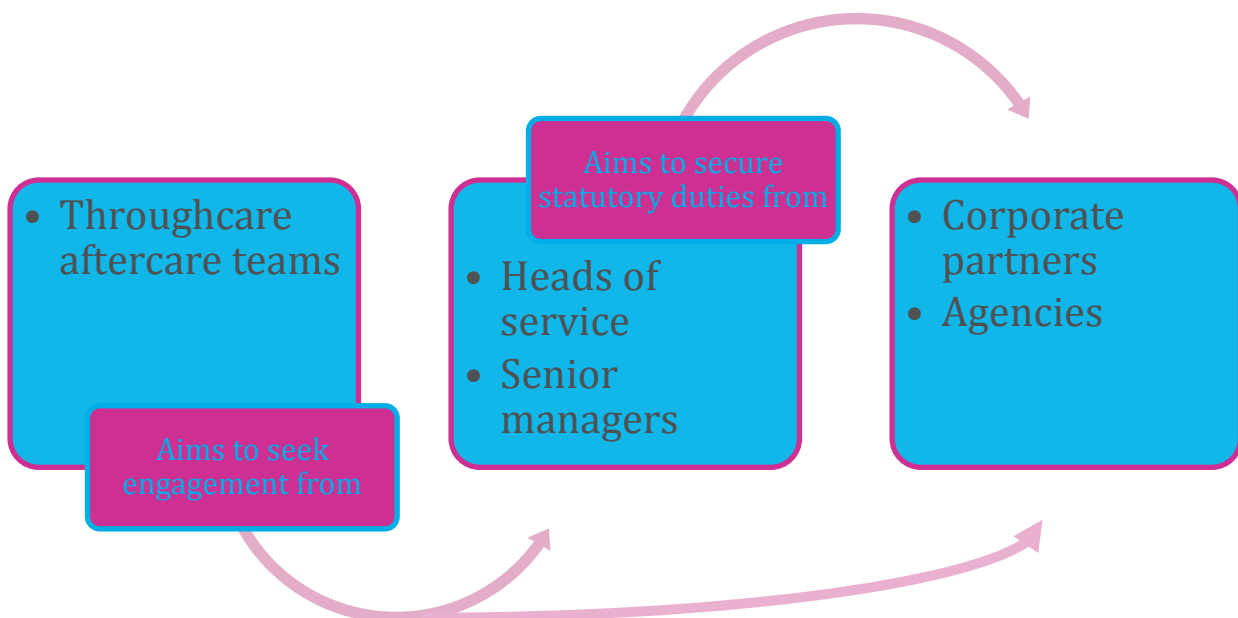 • Throughcare
aftercare teams
Aims to seek
engagement from
Aims to secure
statutory duties from
• Heads of
service
• Senior
managers
• Corporate
partners
• Agencies